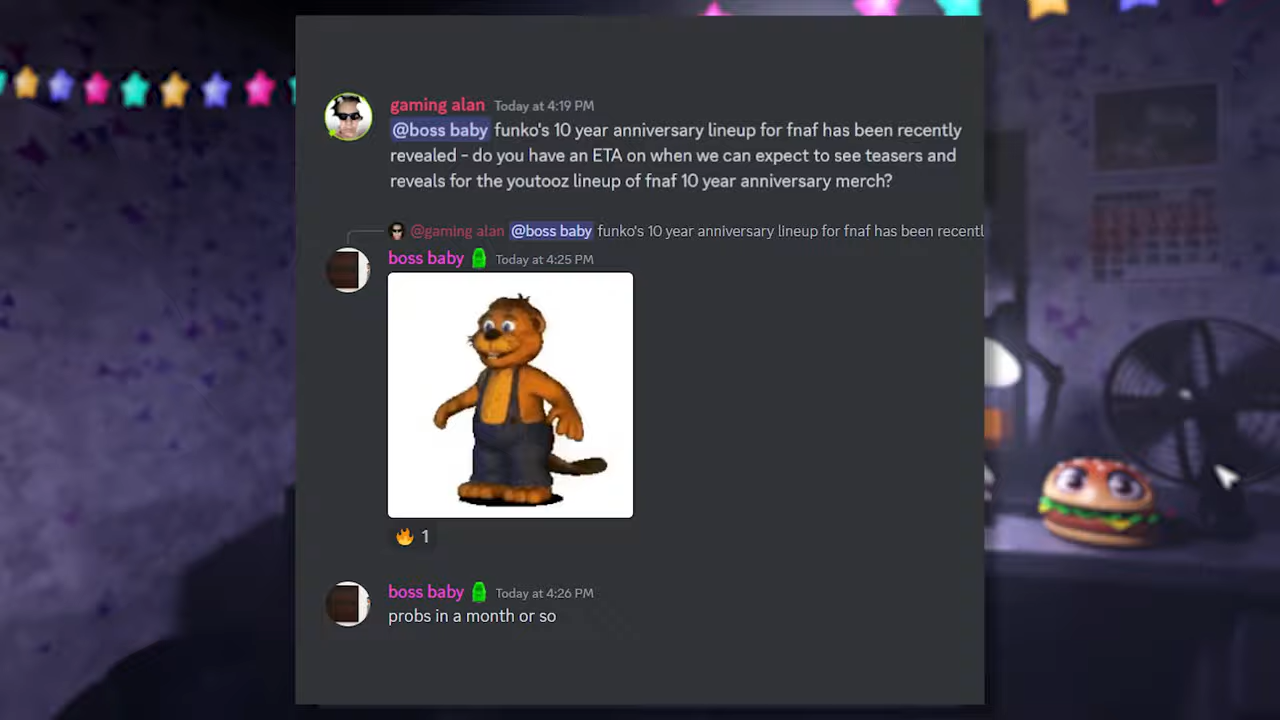 gaming alan Today at 4:19 PM
@boss baby funko's 10 year anniversary lineup for fnaf has been recently
revealed - do you have an ETA on when we can expect to see teasers and
reveals for the youtooz lineup of fnaf 10 year anniversary merch?
@gaming alan @boss baby funko's 10 year anniversary lineup for fnaf has been recentl
boss baby Today at 4:25 PM
🔥 1
boss baby Today at 4:26 PM
probs in a month or so